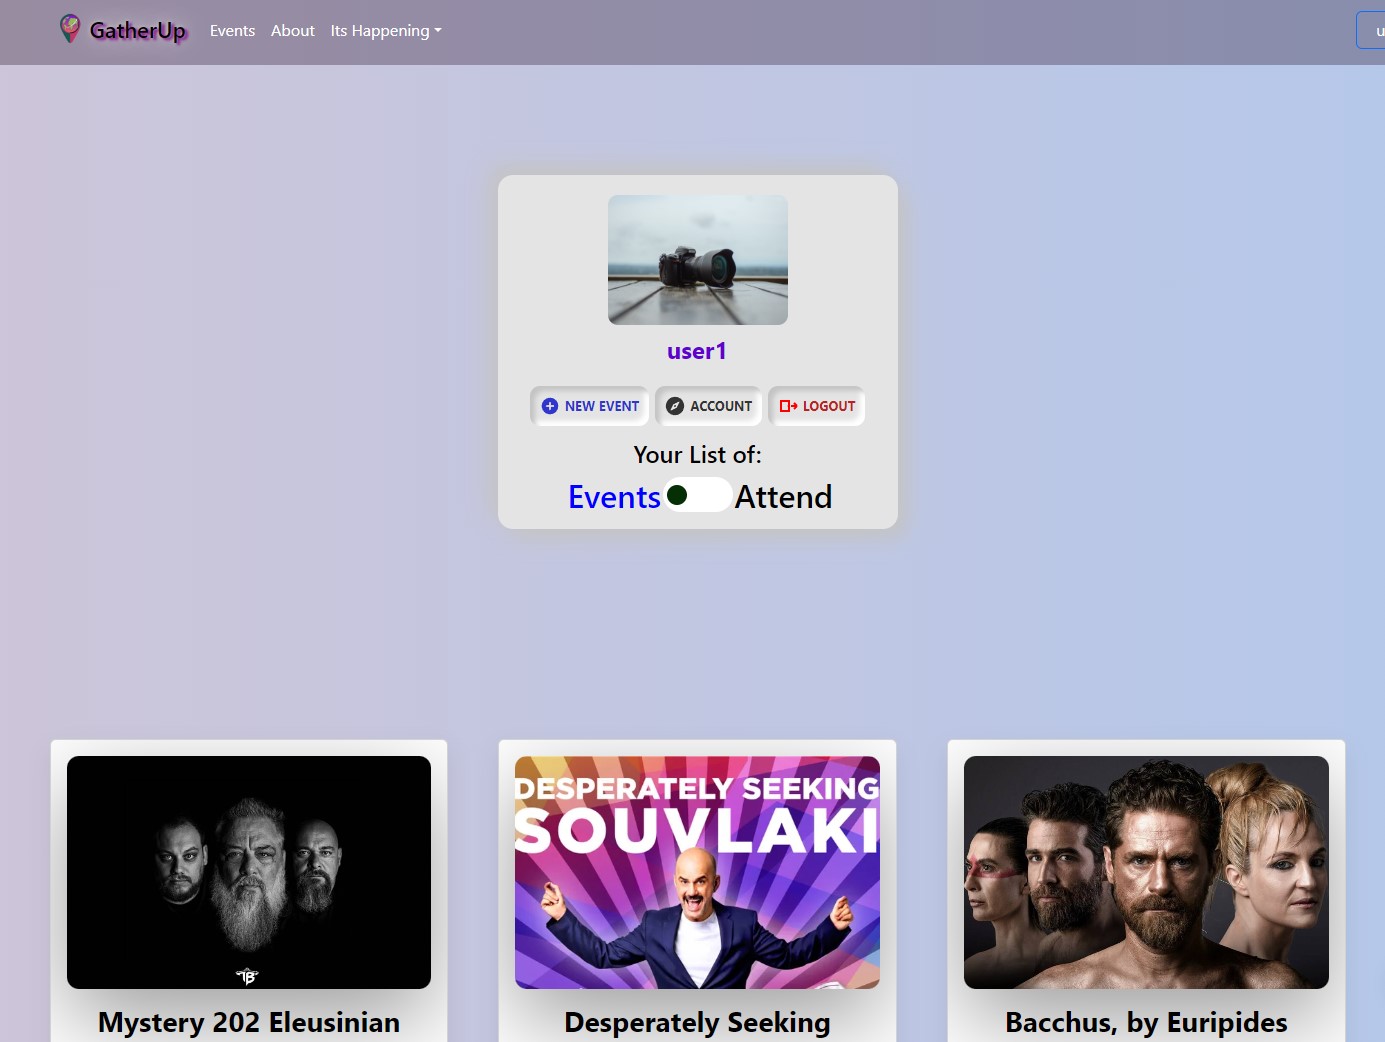 GatherUp Events About Its Happening
user1
NEW EVENT ACCOUNT LOGOUT
Your List of:
Events Attend
TB
DESPERATELY SEEKING
SOUVLAKI
Mystery 202 Eleusinian
Desperately Seeking
Bacchus, by Euripides